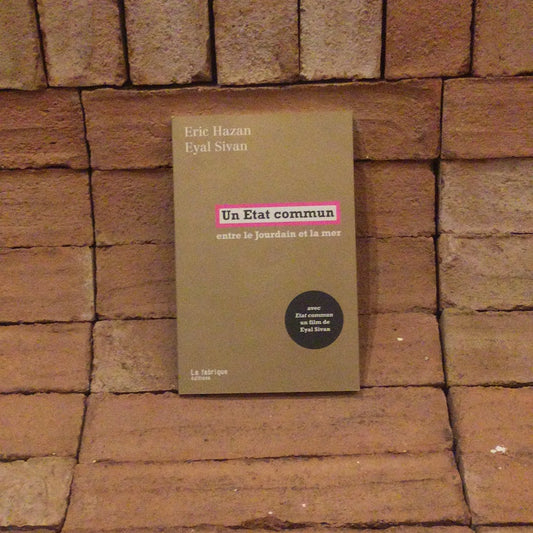 Eric Hazan
Eyal Sivan
Un Etat commun
entre le Jourdain et la mer
avec
Etat commun
un film de
Eyal Sivan
La fabrique
éditions